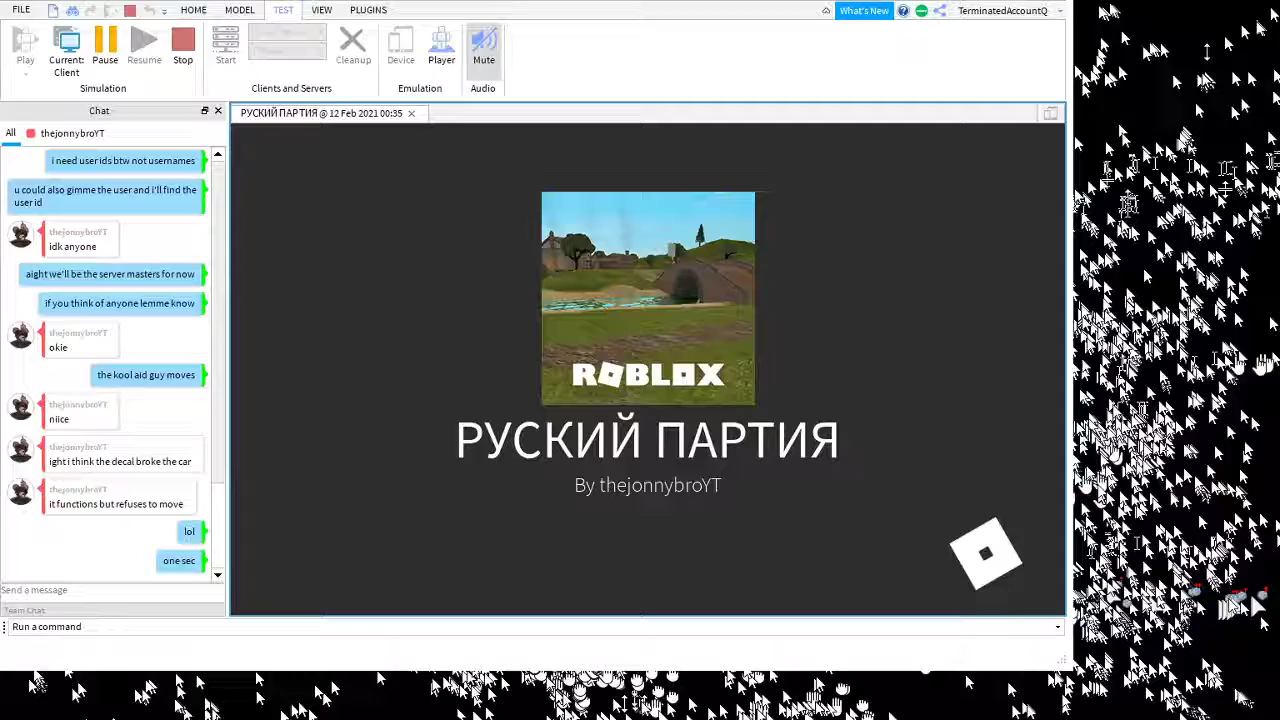 FILE
HOME
MODEL
TEST
VIEW
PLUGINS
What's New
TerminatedAccountQ
Play
Current:
Client
Pause
Resume
Stop
Start
Cleanup
Device
Player
Mute
Simulation
Clients and Servers
Emulation
Audio
Chat
РУСКИЙ ПАРТИЯ @ 12 Feb 2021 00:35
All
thejonnybroYT
i need user ids btw not usernames
u could also gimme the user and i'll find the
user id
thejonnybroYT
idk anyone
aight we'll be the server masters for now
if you think of anyone lemme know
thejonnybroYT
okie
the kool aid guy moves
thejonnybroYT
niice
thejonnybroYT
ight i think the decal broke the car
thejonnybroYT
it functions but refuses to move
lol
one sec
Send a message
Team Chat
ROBLOX
РУСКИЙ ПАРТИЯ
By thejonnybroYT
Run a command